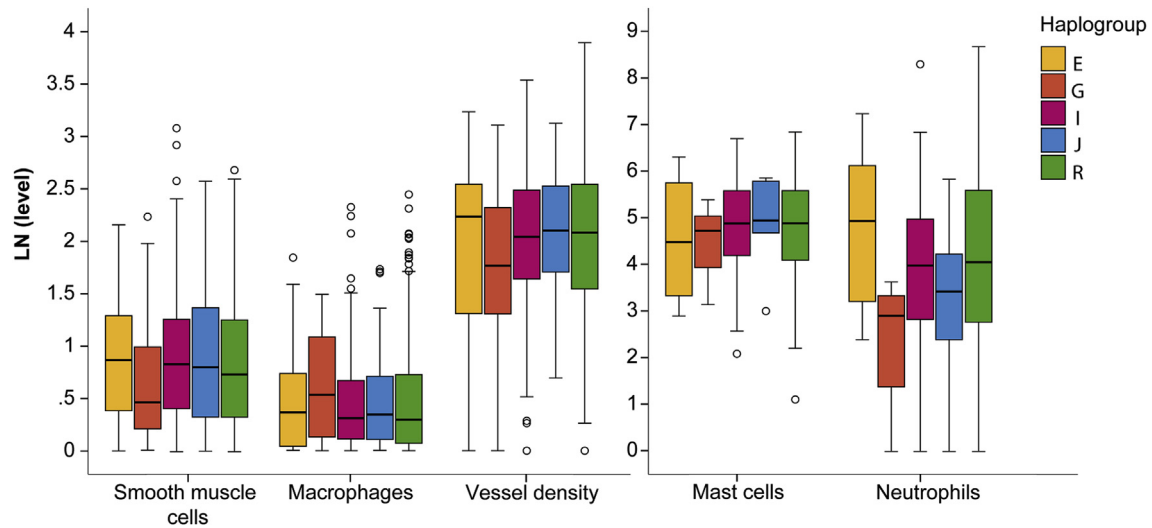 LN (level)
4
3.5
3
2.5
2
1.5
1
.5
0
Smooth muscle
cells
Macrophages
Vessel density
9
8
7
6
5
4
3
2
1
0
Mast cells
Neutrophils
Haplogroup
E
G
I
J
R